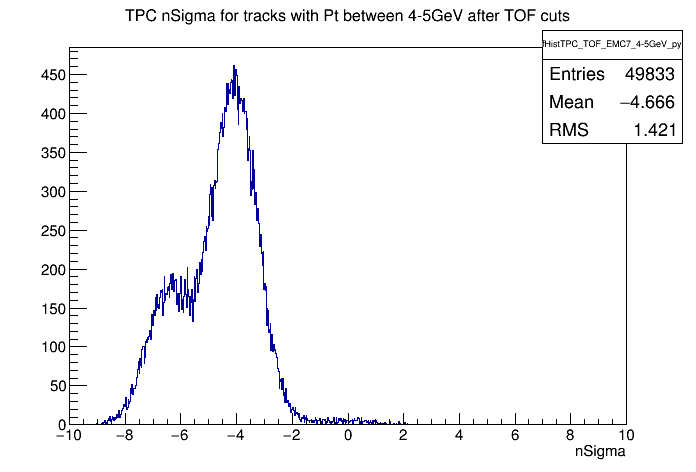 TPC nSigma for tracks with Pt between 4-5GeV after TOF cuts
fHistTPC_TOF_EMC7_4-5GeV_py
Entries 49833
Mean −4.666
RMS 1.421
450
400
350
300
250
200
150
100
50
0
−10 −8 −6 −4 −2 0 2 4 6 8 10
nSigma